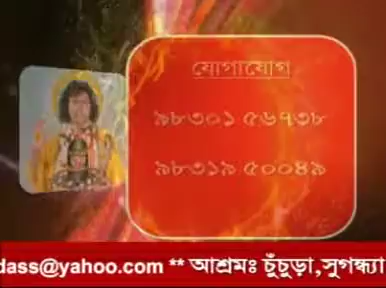 যোগাযোগ
৯৮৩০১ ৫৬৭৩৮
৯৮৩১৯ ৫০০৪৯
dass@yahoo.com ** আশ্রমঃ চুঁচুড়া,সুগন্ধ্যা